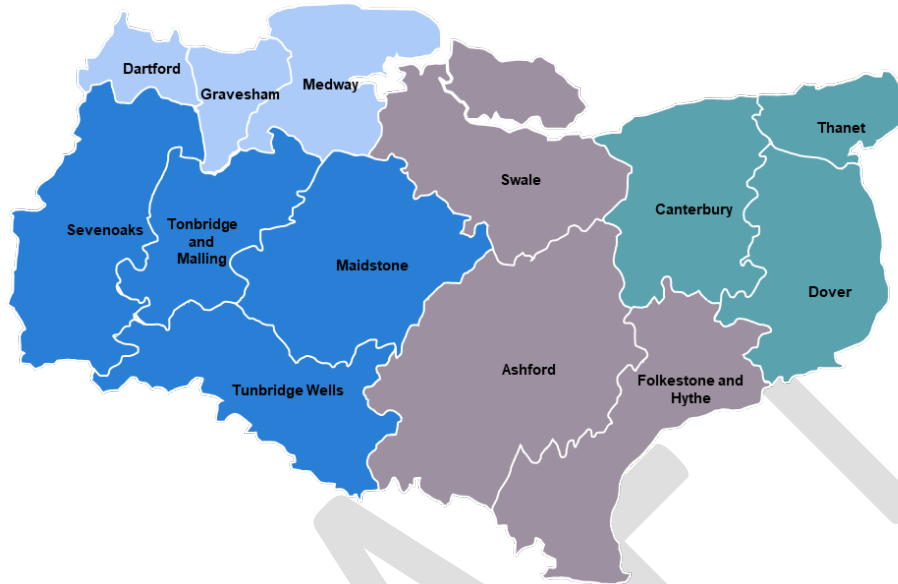 Dartford
Gravesham
Medway
Thanet
Swale
Canterbury
Sevenoaks
Tonbridge
and
Malling
Maidstone
Dover
Ashford
Tunbridge Wells
Folkestone and
Hythe